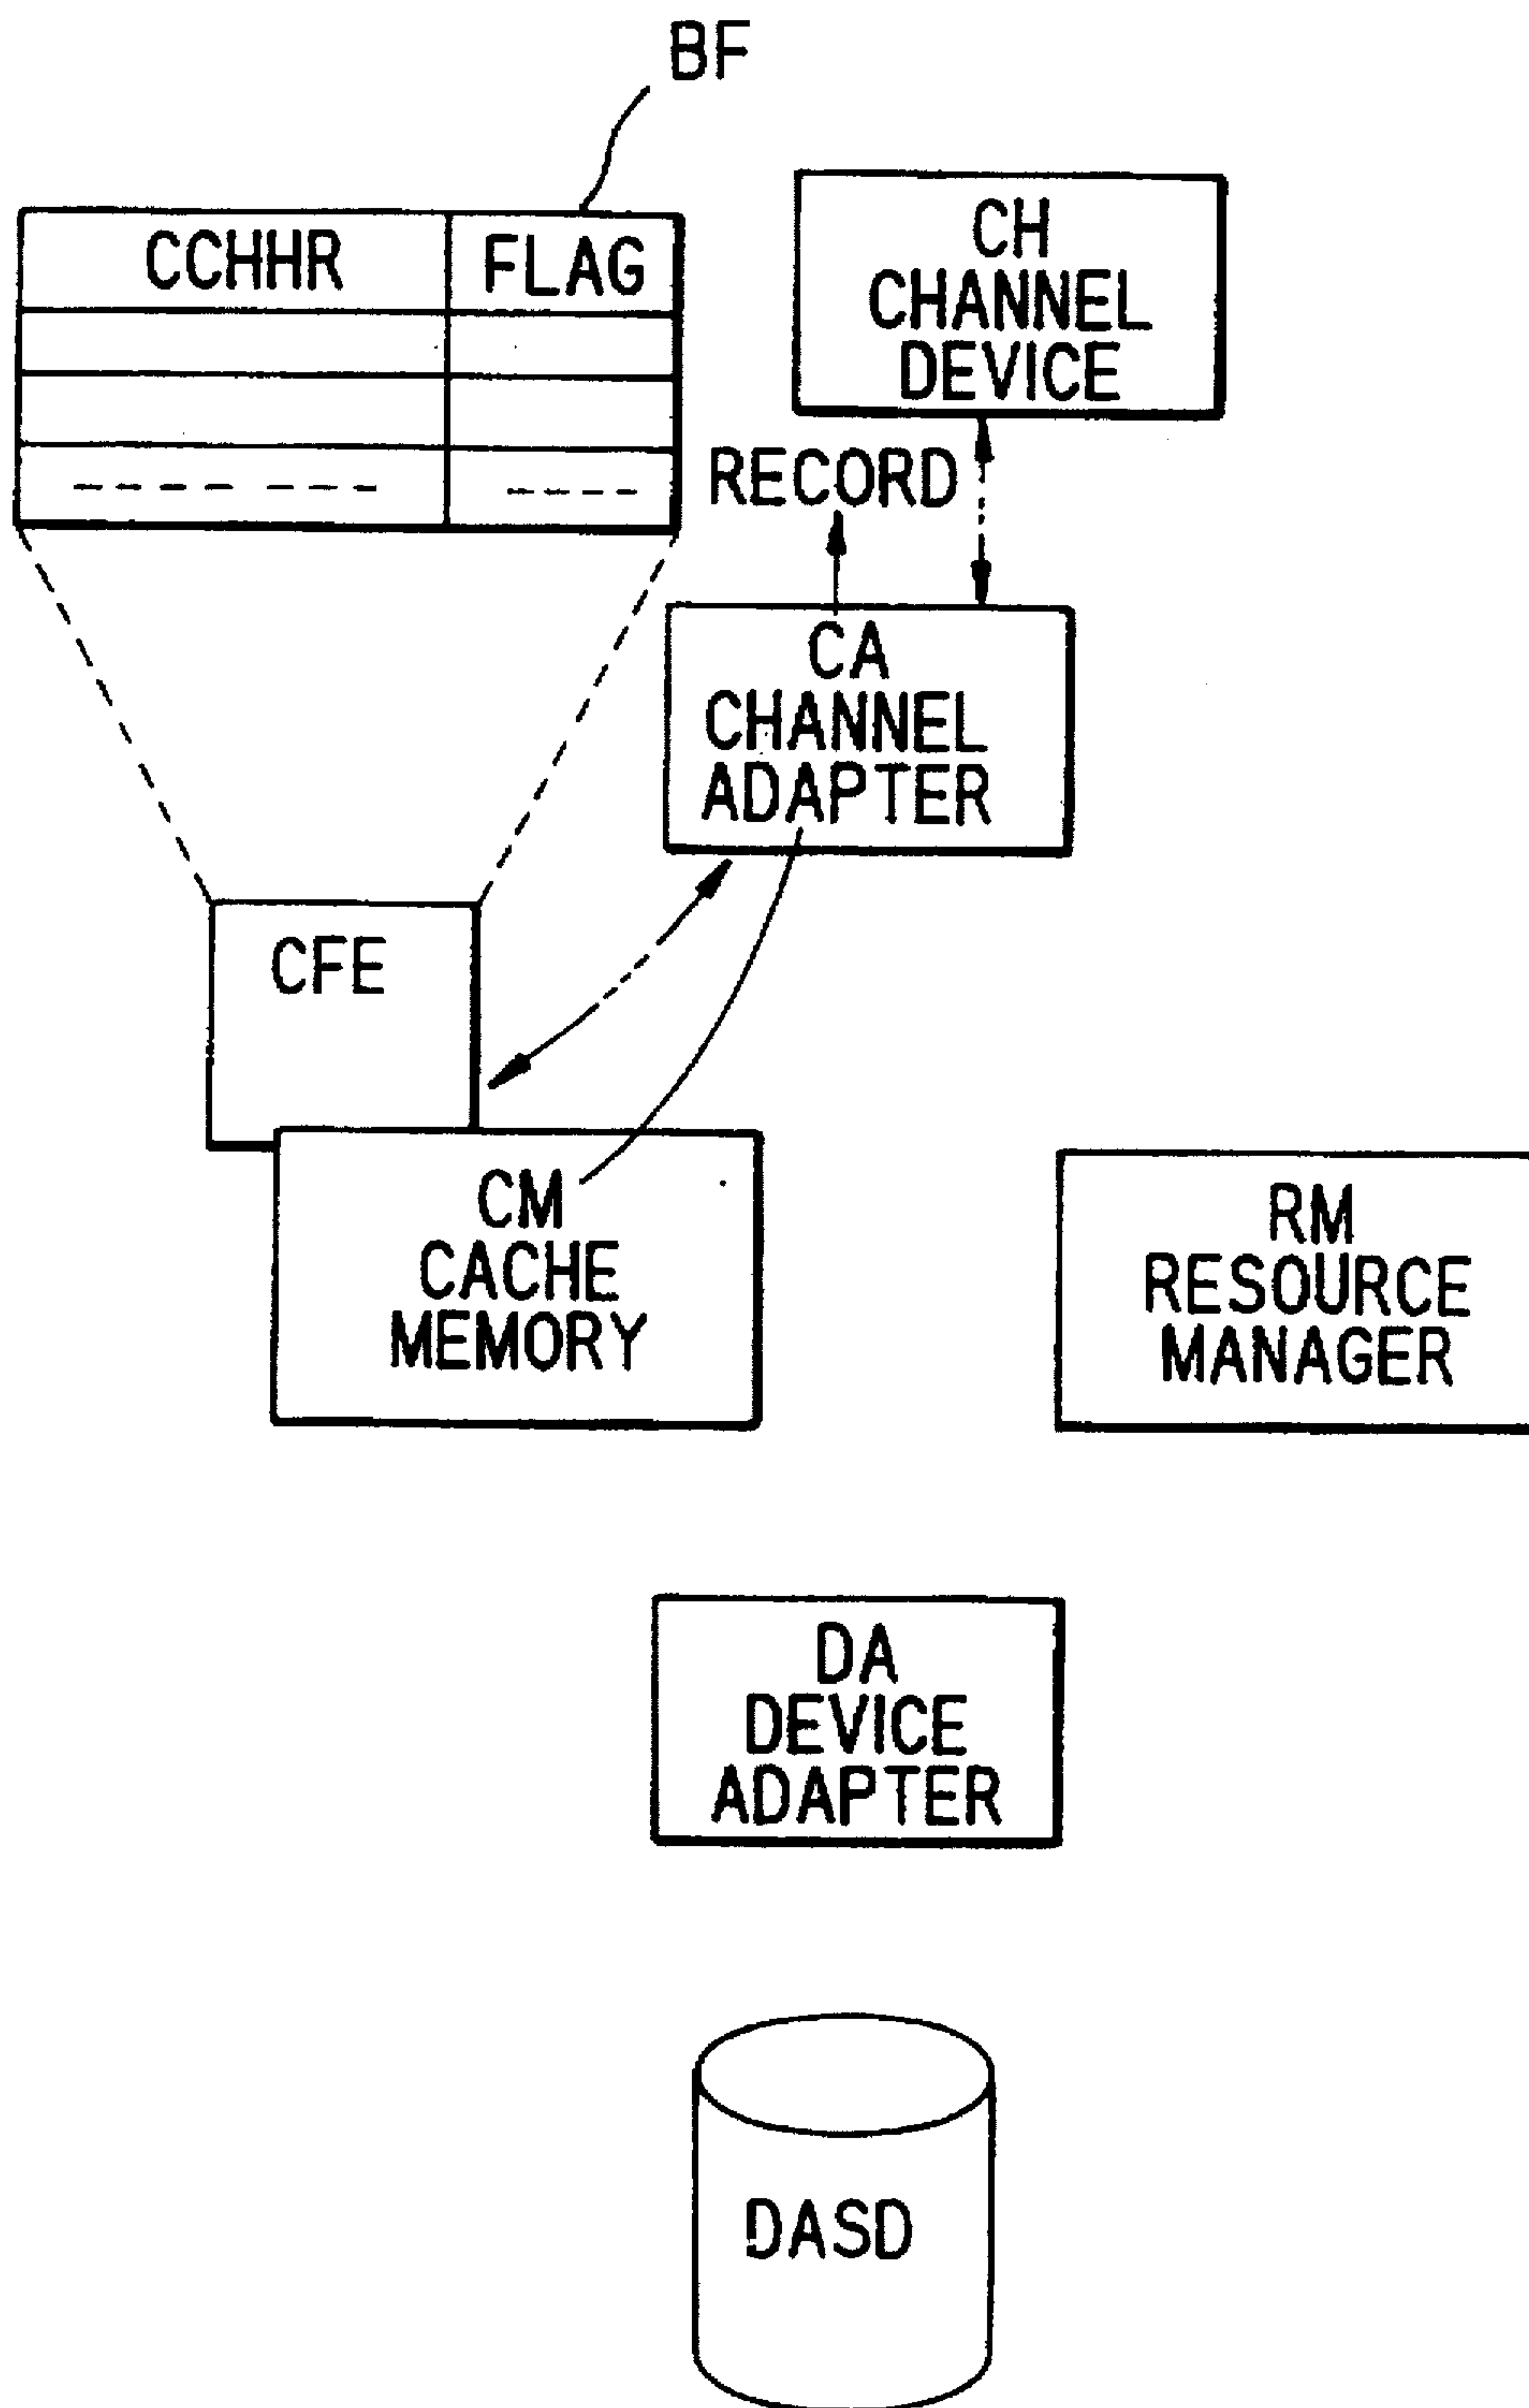 BF
CCHHR FLAG
CH
CHANNEL
DEVICE
RECORD
CA
CHANNEL
ADAPTER
CFE
CM
CACHE
MEMORY
RM
RESOURCE
MANAGER
DA
DEVICE
ADAPTER
DASD